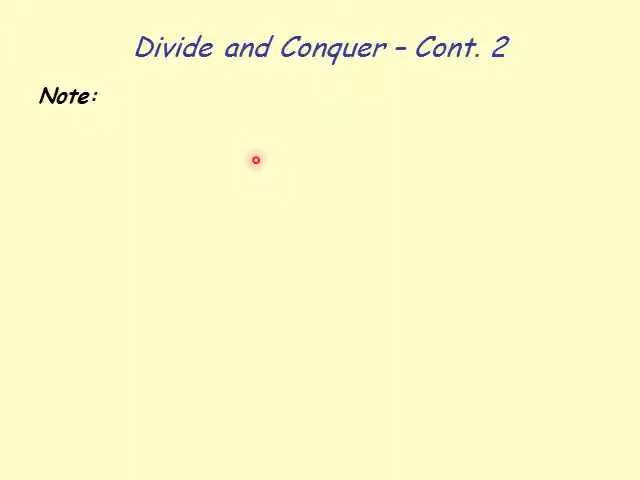 Divide and Conquer – Cont. 2
Note: